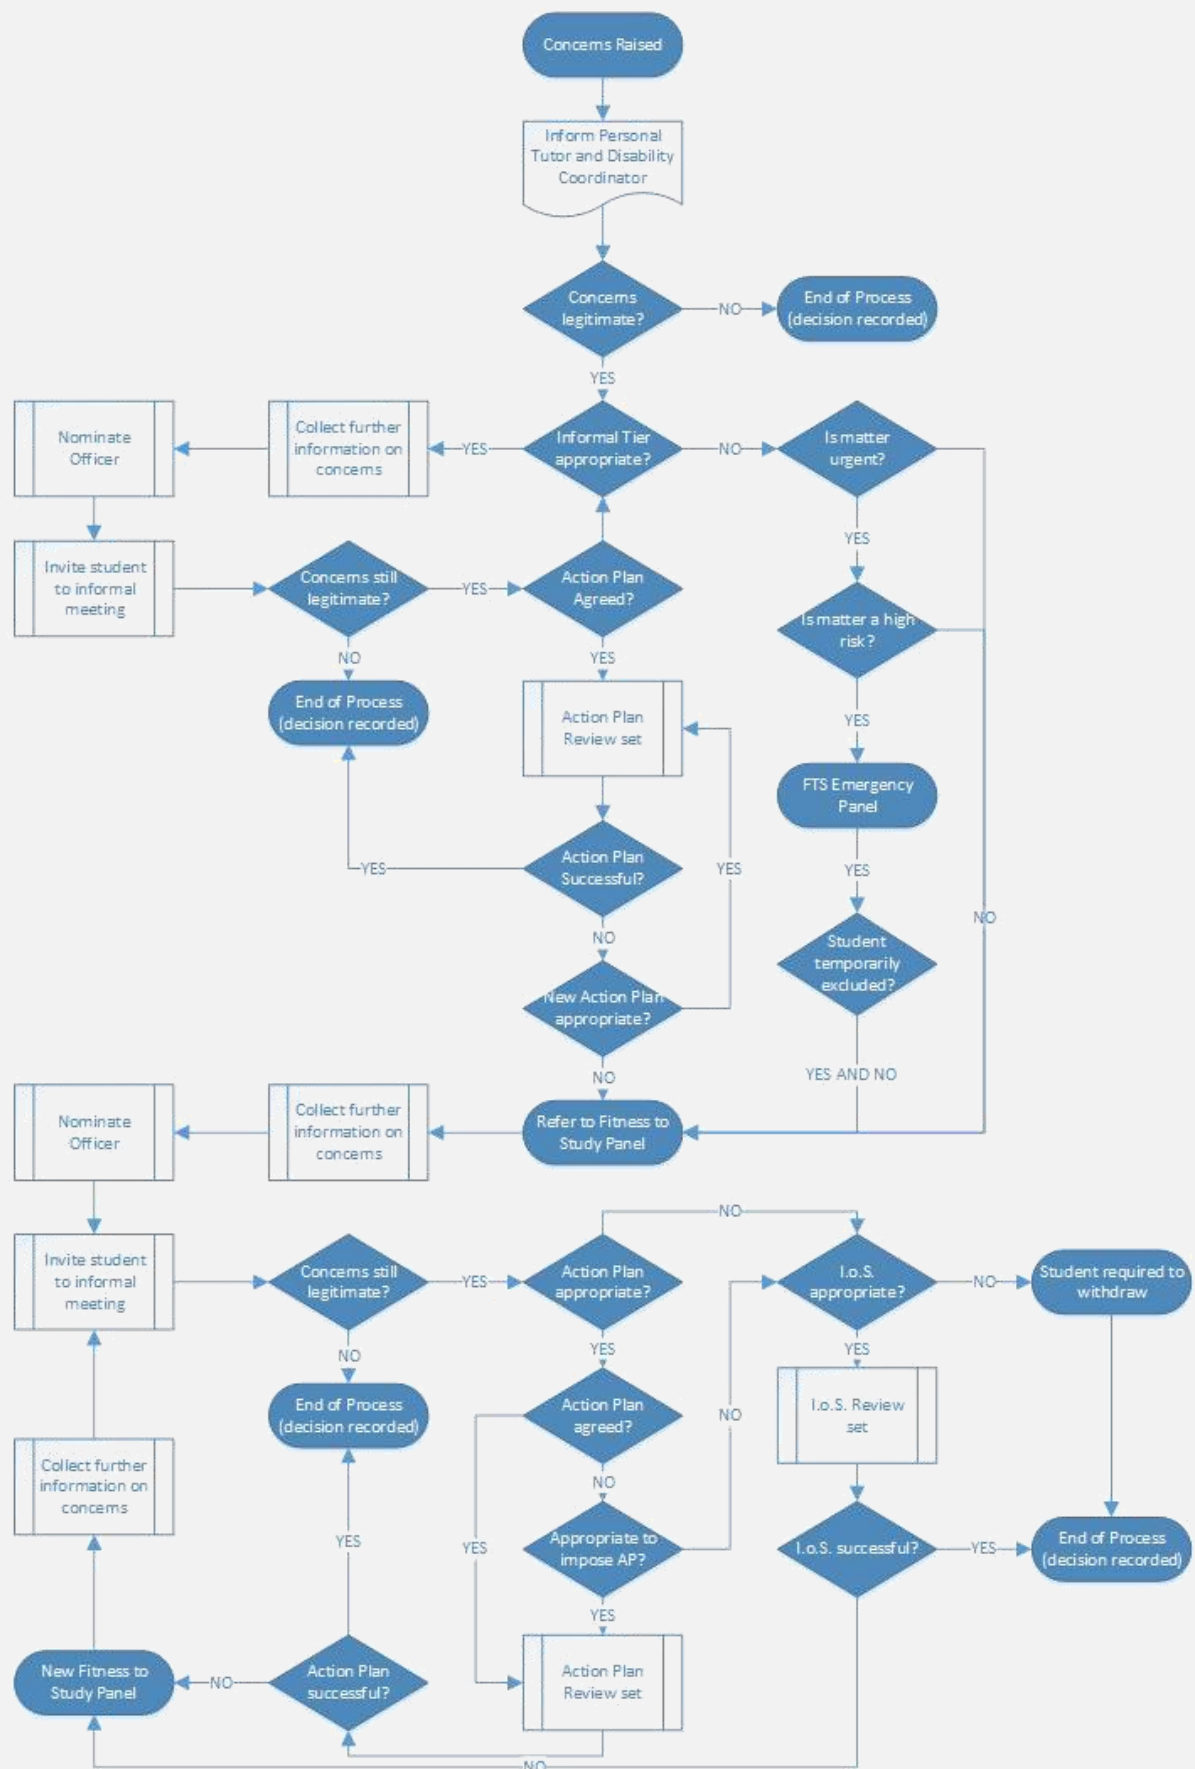 Concerns Raised
Inform Personal
Tutor and Disability
Coordinator
Concerns
legitimate?
NO
End of Process
(decision recorded)
YES
Nominate
Officer
Collect further
information on
concerns
YES
Informal Tier
appropriate?
NO
Is matter
urgent?
YES
Invite student
to informal
meeting
Concerns still
legitimate?
YES
Action Plan
Agreed?
Is matter a high
risk?
NO
YES
End of Process
(decision recorded)
Action Plan
Review set
YES
FTS Emergency
Panel
YES
Action Plan
Successful?
YES
YES
NO
NO
Student
temporarily
excluded?
New Action Plan
appropriate?
NO
YES AND NO
Nominate
Officer
Collect further
information on
concerns
Refer to Fitness to
Study Panel
NO
Invite student
to informal
meeting
Concerns still
legitimate?
YES
Action Plan
appropriate?
I.o.S.
appropriate?
NO
Student required to
withdraw
NO
YES
YES
End of Process
(decision recorded)
Action Plan
agreed?
NO
I.o.S. Review
set
Collect further
information on
concerns
NO
YES
YES
Appropriate to
impose AP?
I.o.S. successful?
YES
End of Process
(decision recorded)
YES
New Fitness to
Study Panel
NO
Action Plan
successful?
Action Plan
Review set
NO